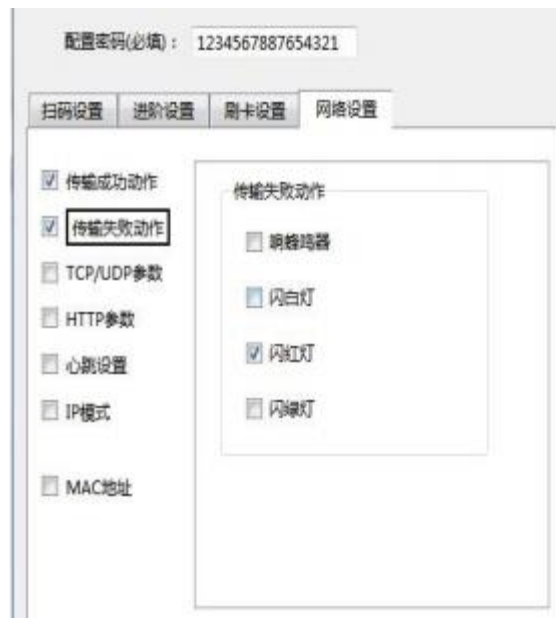 配置密码(必填)： 1234567887654321
扫码设置 进阶设置 刷卡设置 网络设置
传输成功动作
传输失败动作
TCP/UDP参数
HTTP参数
心跳设置
IP模式
MAC地址
传输失败动作
响蜂鸣器
闪白灯
闪红灯
闪绿灯